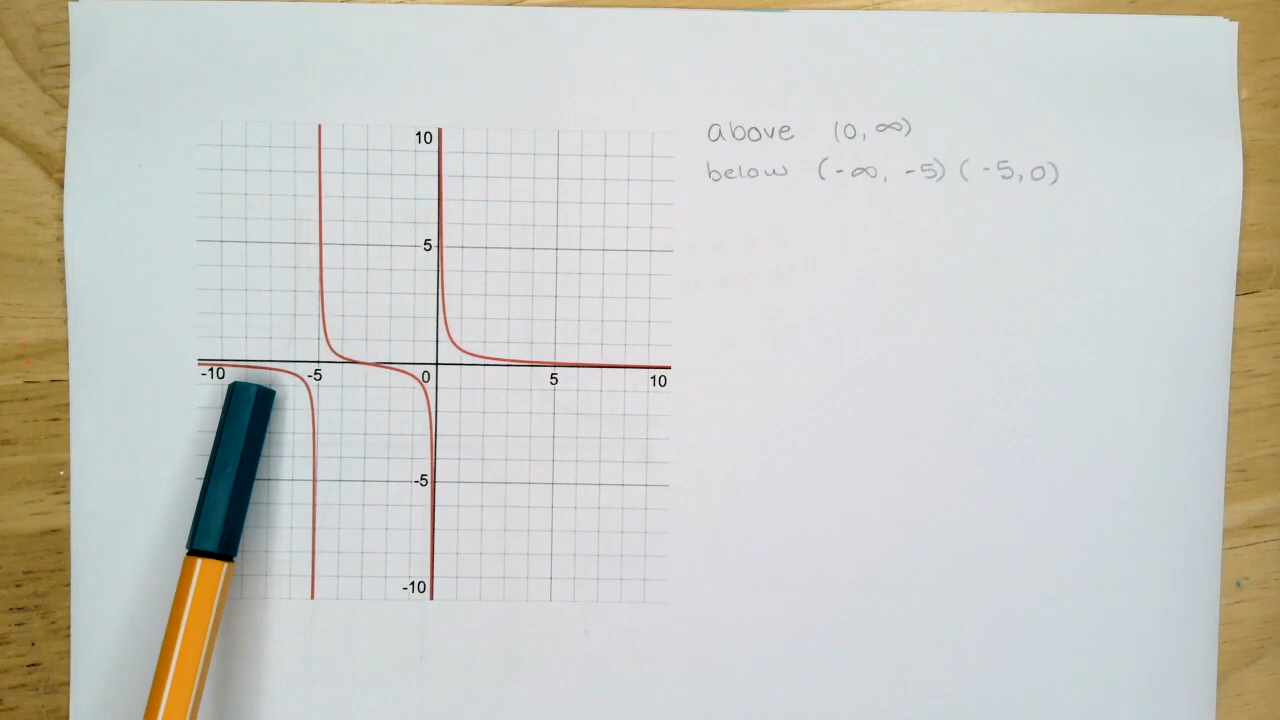 above (0, ∞)
below (-∞, -5) (-5, 0)
10
5
-10 -5 0 5 10
-5
-10